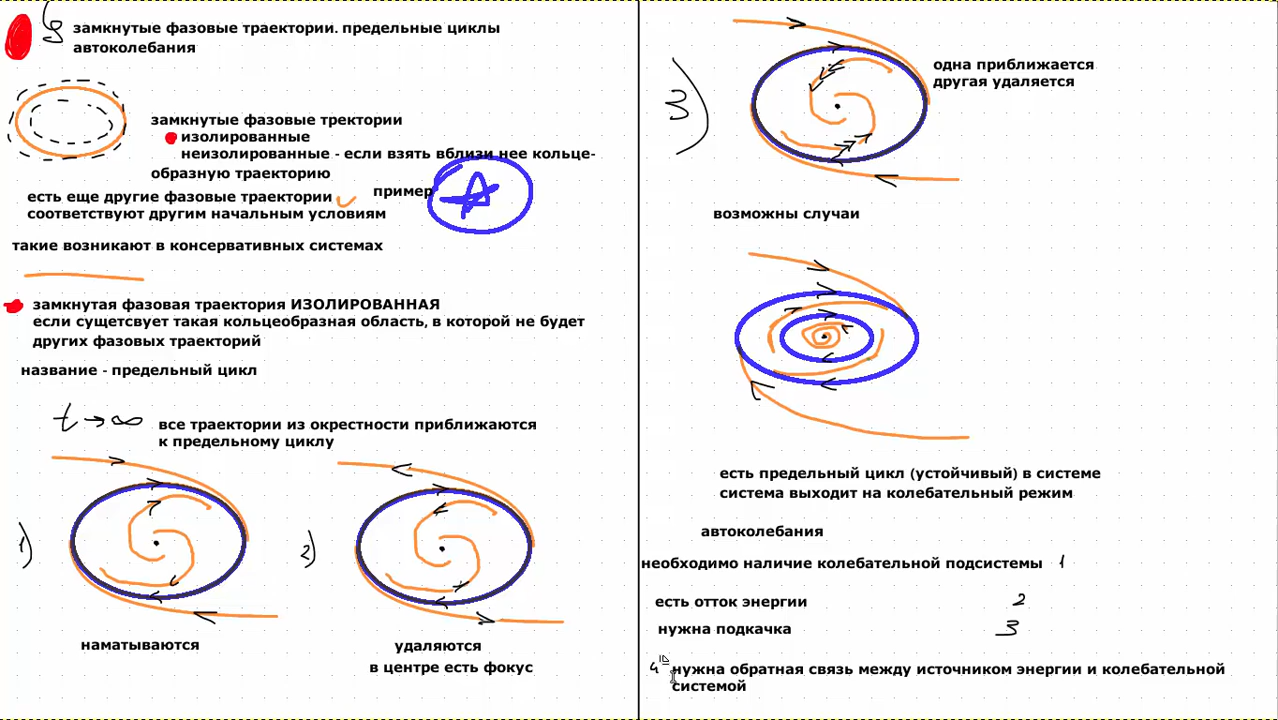 замкнутые фазовые траектории. предельные циклы
автоколебания
замкнутые фазовые тректории
изолированные
неизолированные - если взять вблизи нее кольце-
образную траекторию
пример
есть еще другие фазовые траектории
соответствуют другим начальным условиям
такие возникают в консервативных системах
замкнутая фазовая траектория ИЗОЛИРОВАННАЯ
если сущетсвует такая кольцеобразная область, в которой не будет
других фазовых траекторий
название - предельный цикл
t → ∞
все траектории из окрестности приближаются
к предельному циклу
1)
наматываются
2)
удаляются
в центре есть фокус
3)
одна приближается
другая удаляется
возможны случаи
есть предельный цикл (устойчивый) в системе
система выходит на колебательный режим
автоколебания
необходимо наличие колебательной подсистемы 1
есть отток энергии 2
нужна подкачка 3
4 нужна обратная связь между источником энергии и колебательной
системой